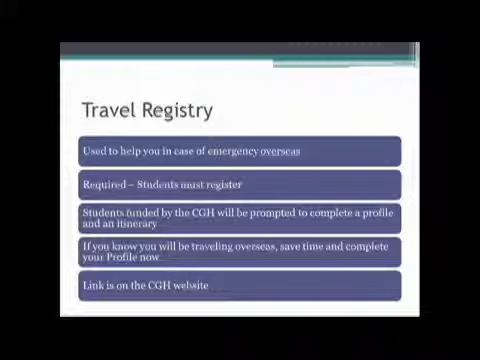 Travel Registry
Used to help you in case of emergency overseas
Required – Students must register
Students funded by the CGH will be prompted to complete a profile
and an itinerary
If you know you will be traveling overseas, save time and complete
your Profile now
Link is on the CGH website